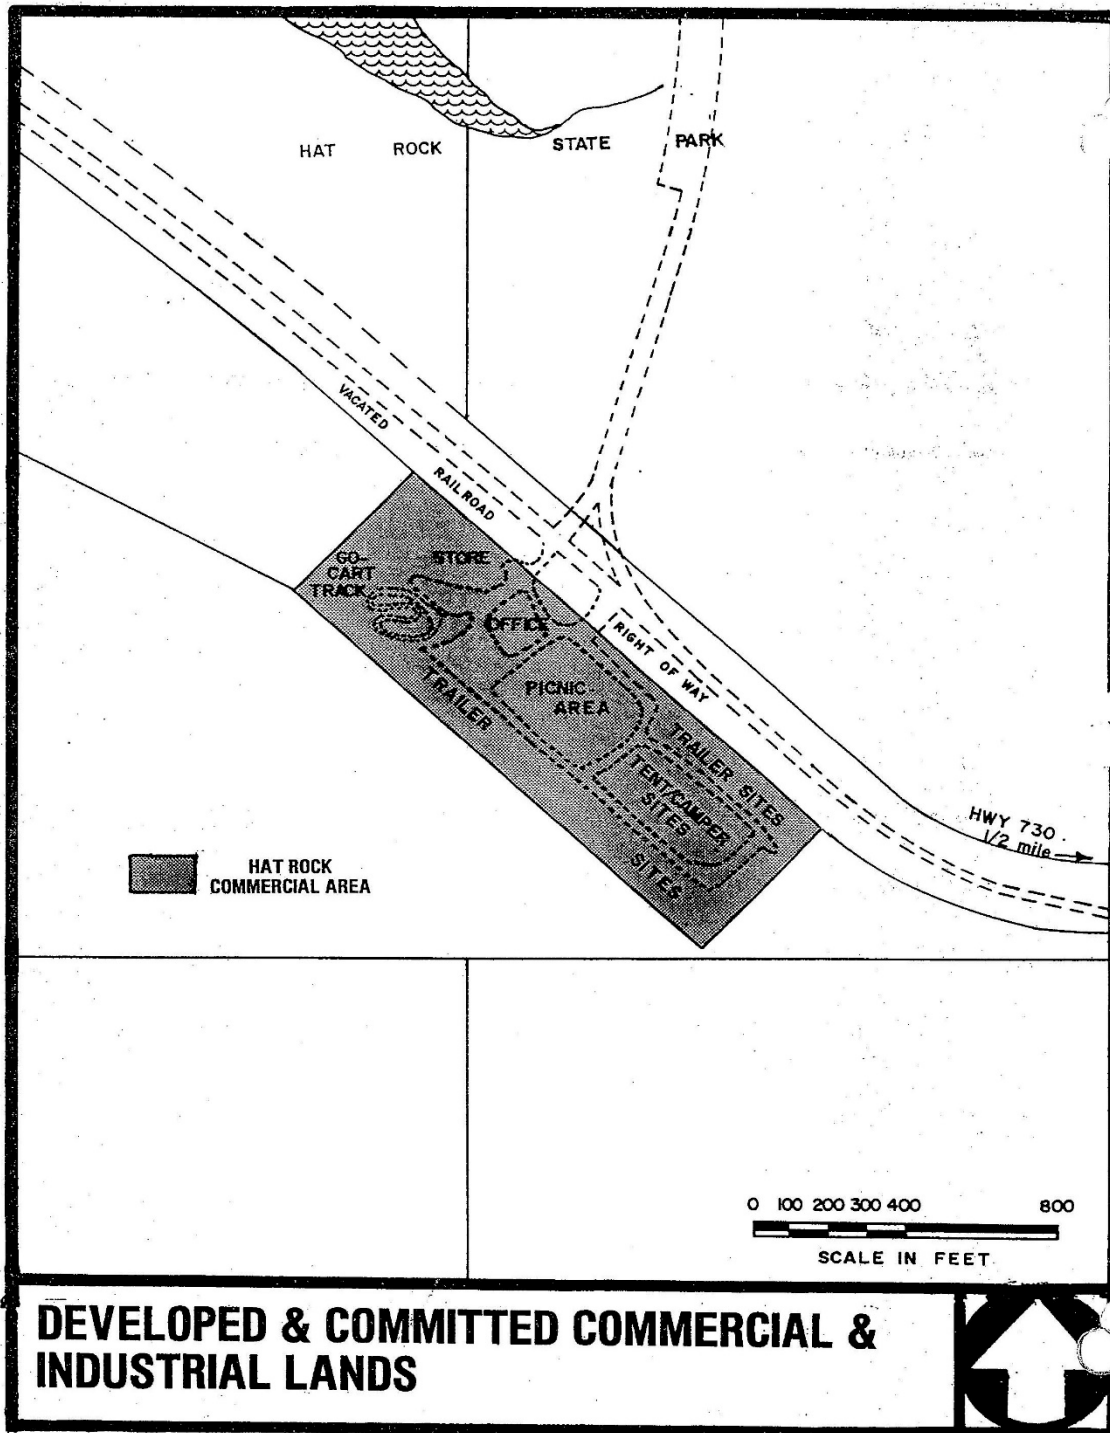 HAT ROCK STATE PARK
VACATED
RAILROAD
RIGHT OF WAY
GO-
CART
TRACK
STORE
OFFICE
PICNIC
AREA
TRAILER SITES
TENT/CAMPER
SITES
TRAILER
SITES
HWY 730
1/2 mile
HAT ROCK
COMMERCIAL AREA
0 100 200 300 400 800
SCALE IN FEET
DEVELOPED & COMMITTED COMMERCIAL &
INDUSTRIAL LANDS